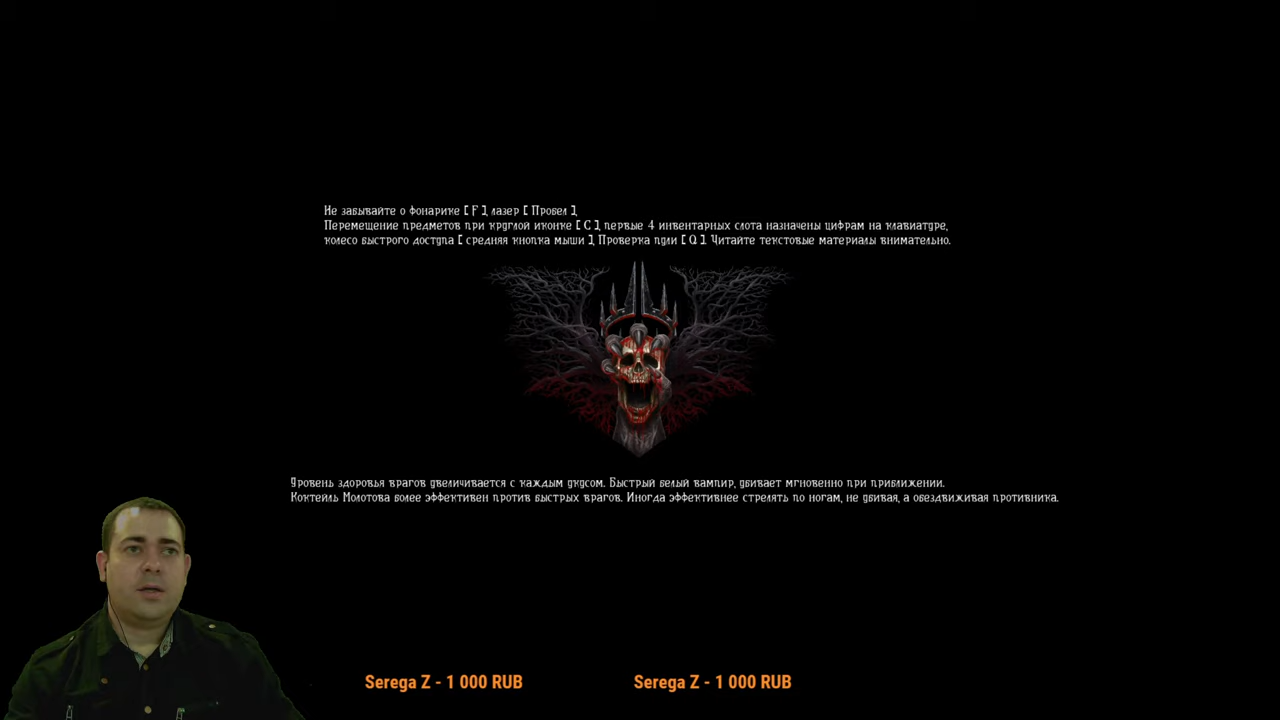 Не забывайте о фонарике [ F ], лазер [ Пробел ],
Перемещение предметов при круглой иконке [ C ], первые 4 инвентарных слота назначены цифрам на клавиатуре,
колесо быстрого доступа [ средняя кнопка мыши ], Проверка пули [ Q ]. Читайте текстовые материалы внимательно.
Уровень здоровья врагов увеличивается с каждым укусом. Быстрый белый вампир, убивает мгновенно при приближении.
Коктейль Молотова более эффективен против быстрых врагов. Иногда эффективнее стрелять по ногам, не убивая, а обездвиживая противника.
Serega Z - 1 000 RUB Serega Z - 1 000 RUB